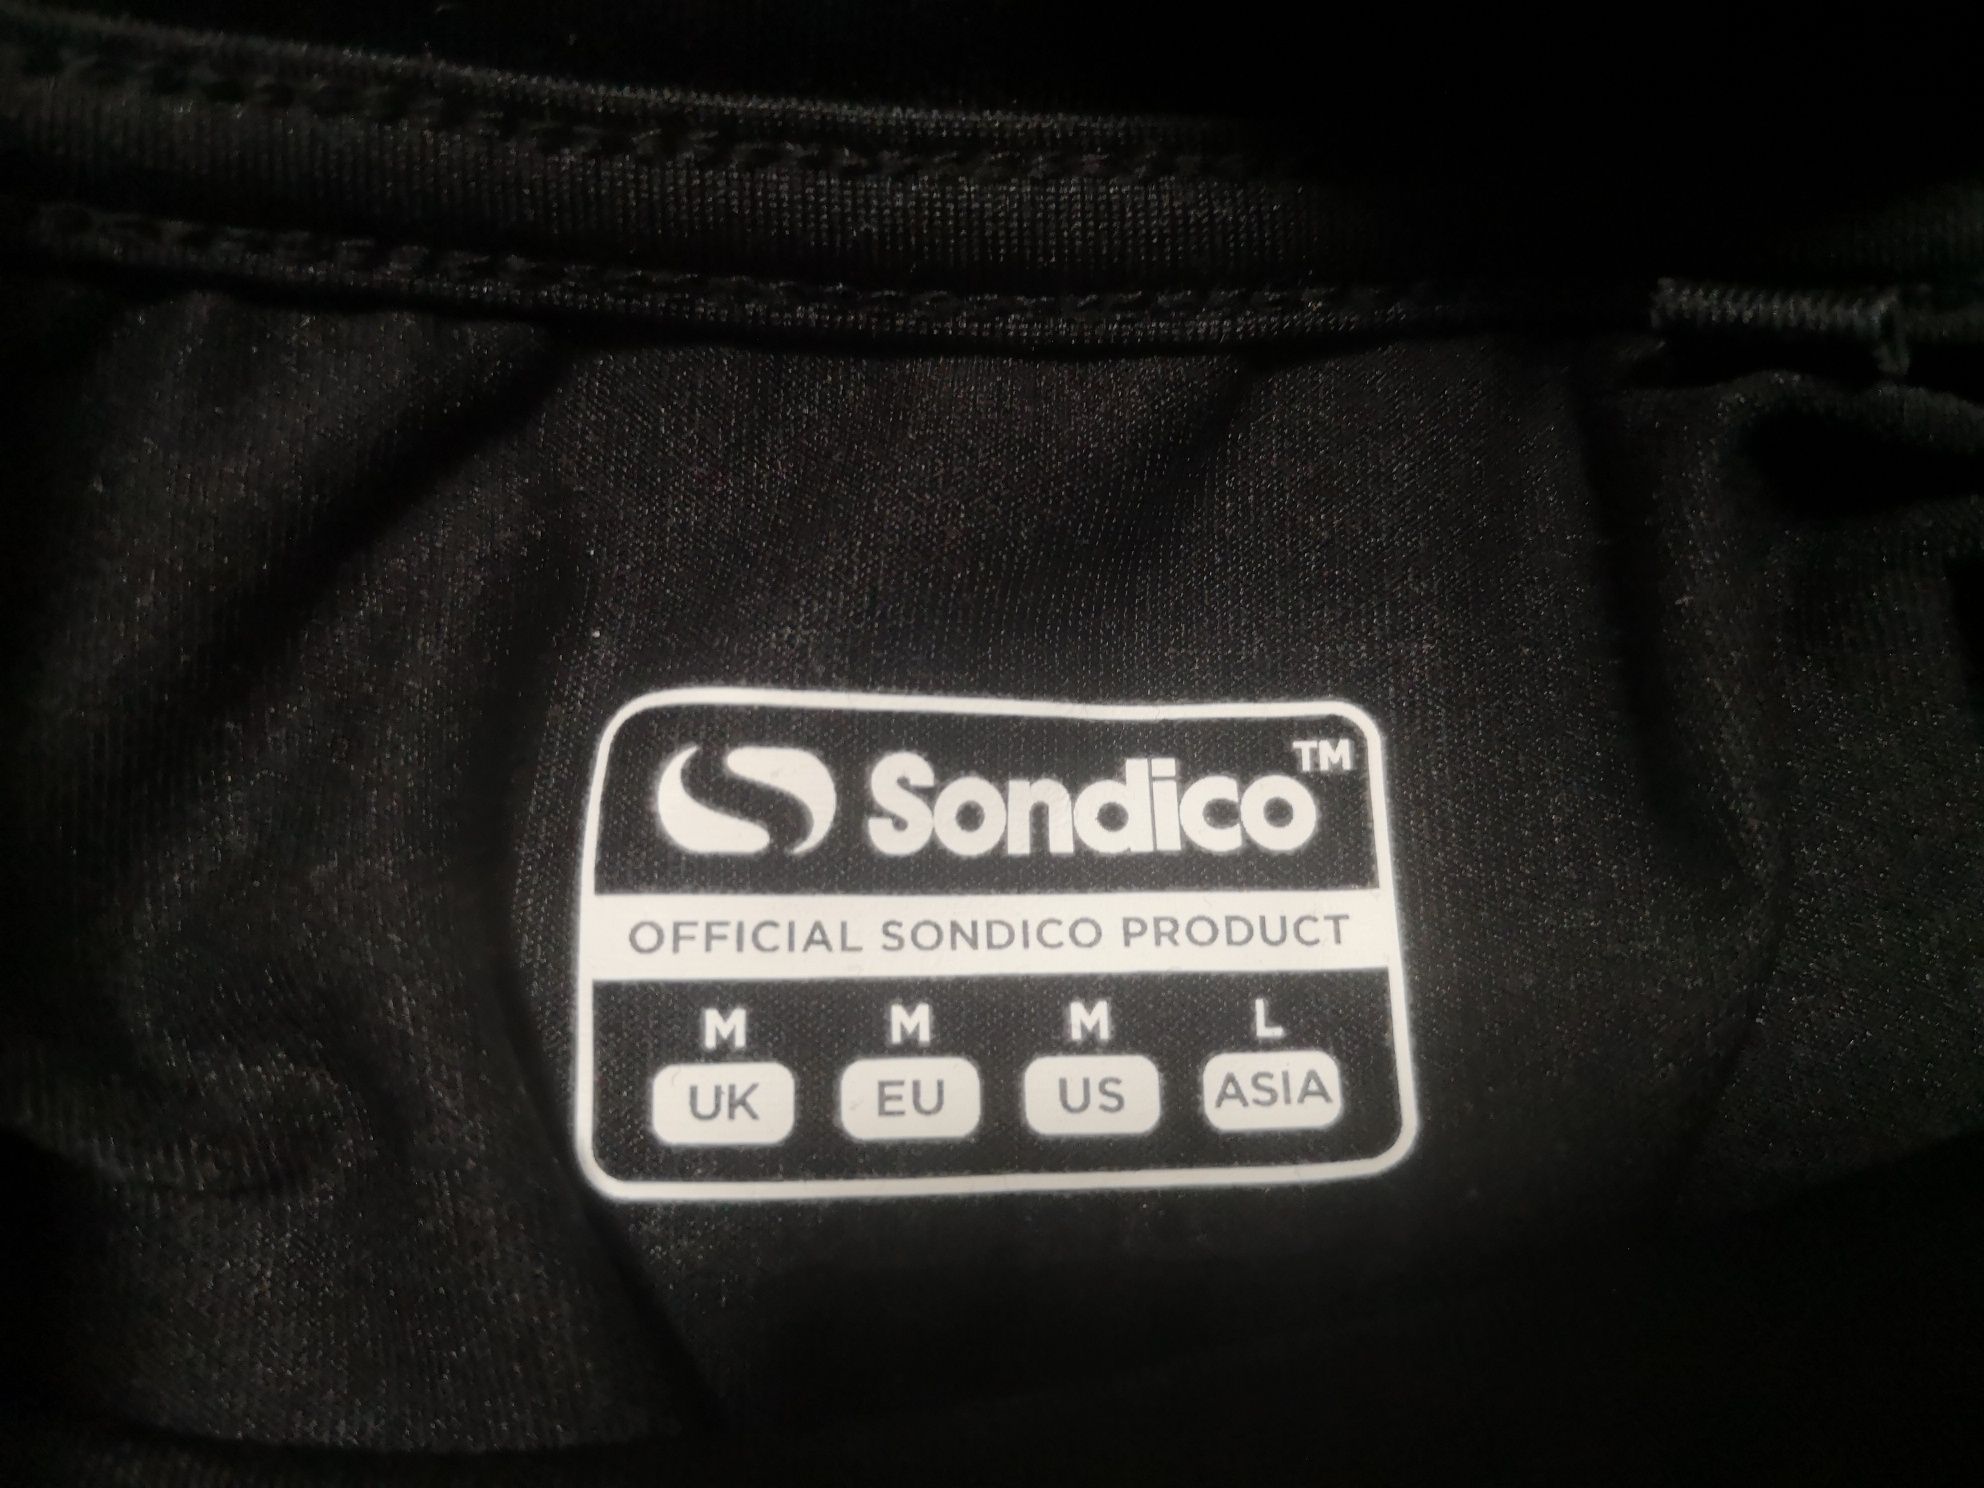 Sondico™
OFFICIAL SONDICO PRODUCT
M M M L
UK EU US ASIA